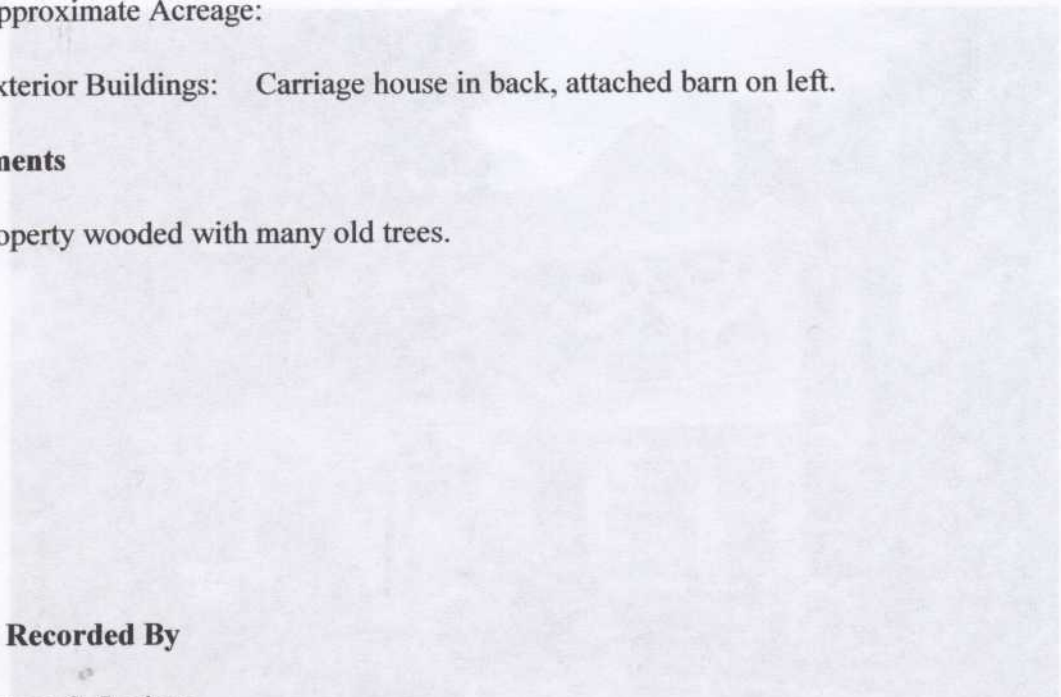 pproximate Acreage:
xterior Buildings: Carriage house in back, attached barn on left.
nents
operty wooded with many old trees.
Recorded By